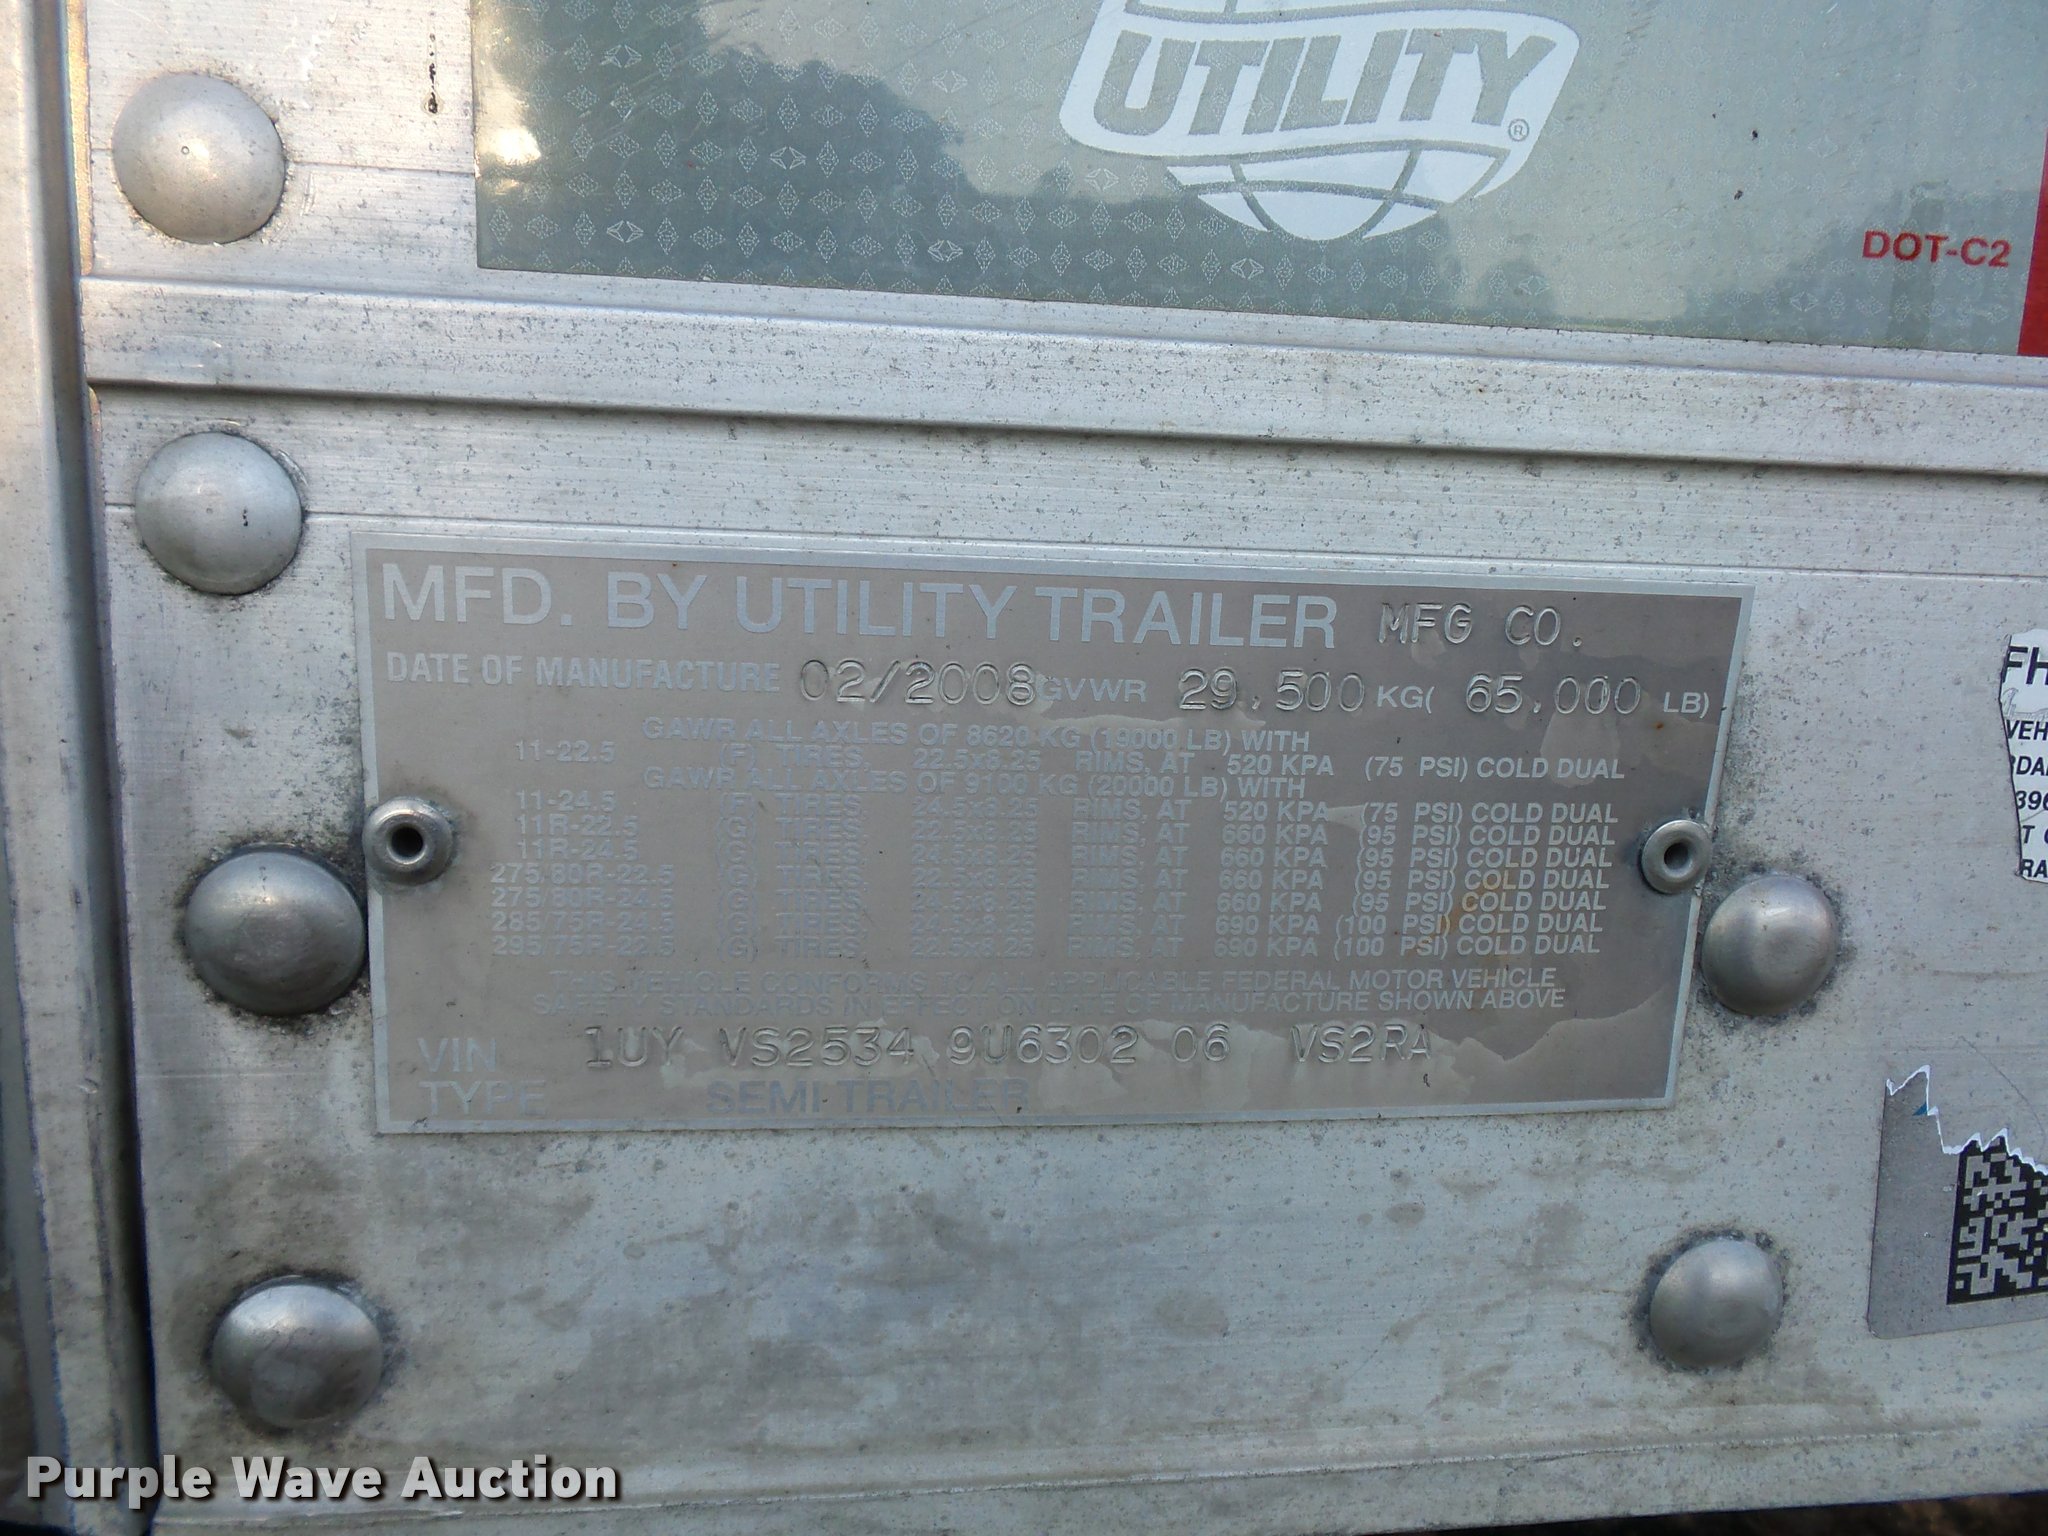 UTILITY®
DOT-C2
MFD. BY UTILITY TRAILER MFG CO.
DATE OF MANUFACTURE 02/2008 GVWR 29,500 KG( 65,000 LB)
GAWR ALL AXLES OF 8620 KG (19000 LB) WITH
11-22.5 (F) TIRES, 22.5x8.25 RIMS, AT 520 KPA (75 PSI) COLD DUAL
GAWR ALL AXLES OF 9100 KG (20000 LB) WITH
11-24.5 (F) TIRES, 24.5x8.25 RIMS, AT 520 KPA (75 PSI) COLD DUAL
11R-22.5 (G) TIRES, 22.5x8.25 RIMS, AT 660 KPA (95 PSI) COLD DUAL
11R-24.5 (G) TIRES, 24.5x8.25 RIMS, AT 660 KPA (95 PSI) COLD DUAL
275/80R-22.5 (G) TIRES, 22.5x8.25 RIMS, AT 660 KPA (95 PSI) COLD DUAL
275/80R-24.5 (G) TIRES, 24.5x8.25 RIMS, AT 660 KPA (95 PSI) COLD DUAL
285/75R-24.5 (G) TIRES, 24.5x8.25 RIMS, AT 690 KPA (100 PSI) COLD DUAL
295/75R-22.5 (G) TIRES, 22.5x8.25 RIMS, AT 690 KPA (100 PSI) COLD DUAL
THIS VEHICLE CONFORMS TO ALL APPLICABLE FEDERAL MOTOR VEHICLE
SAFETY STANDARDS IN EFFECT ON DATE OF MANUFACTURE SHOWN ABOVE
VIN 1UY VS2534 9U6302 06 VS2RA
TYPE SEMI TRAILER
FH
VEH
396
T
RA
Purple Wave Auction